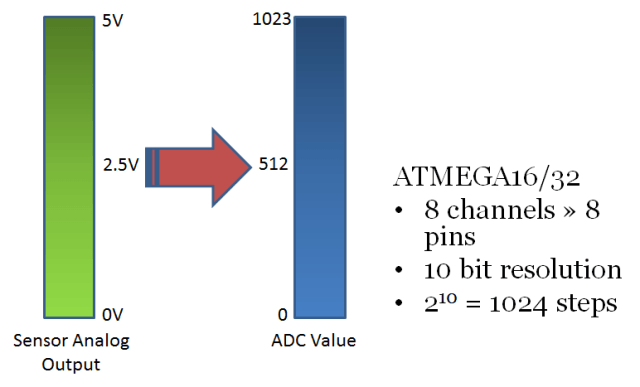 5V
2.5V
0V
Sensor Analog
Output
1023
512
0
ADC Value
ATMEGA16/32
• 8 channels » 8
pins
• 10 bit resolution
• 2¹⁰ = 1024 steps